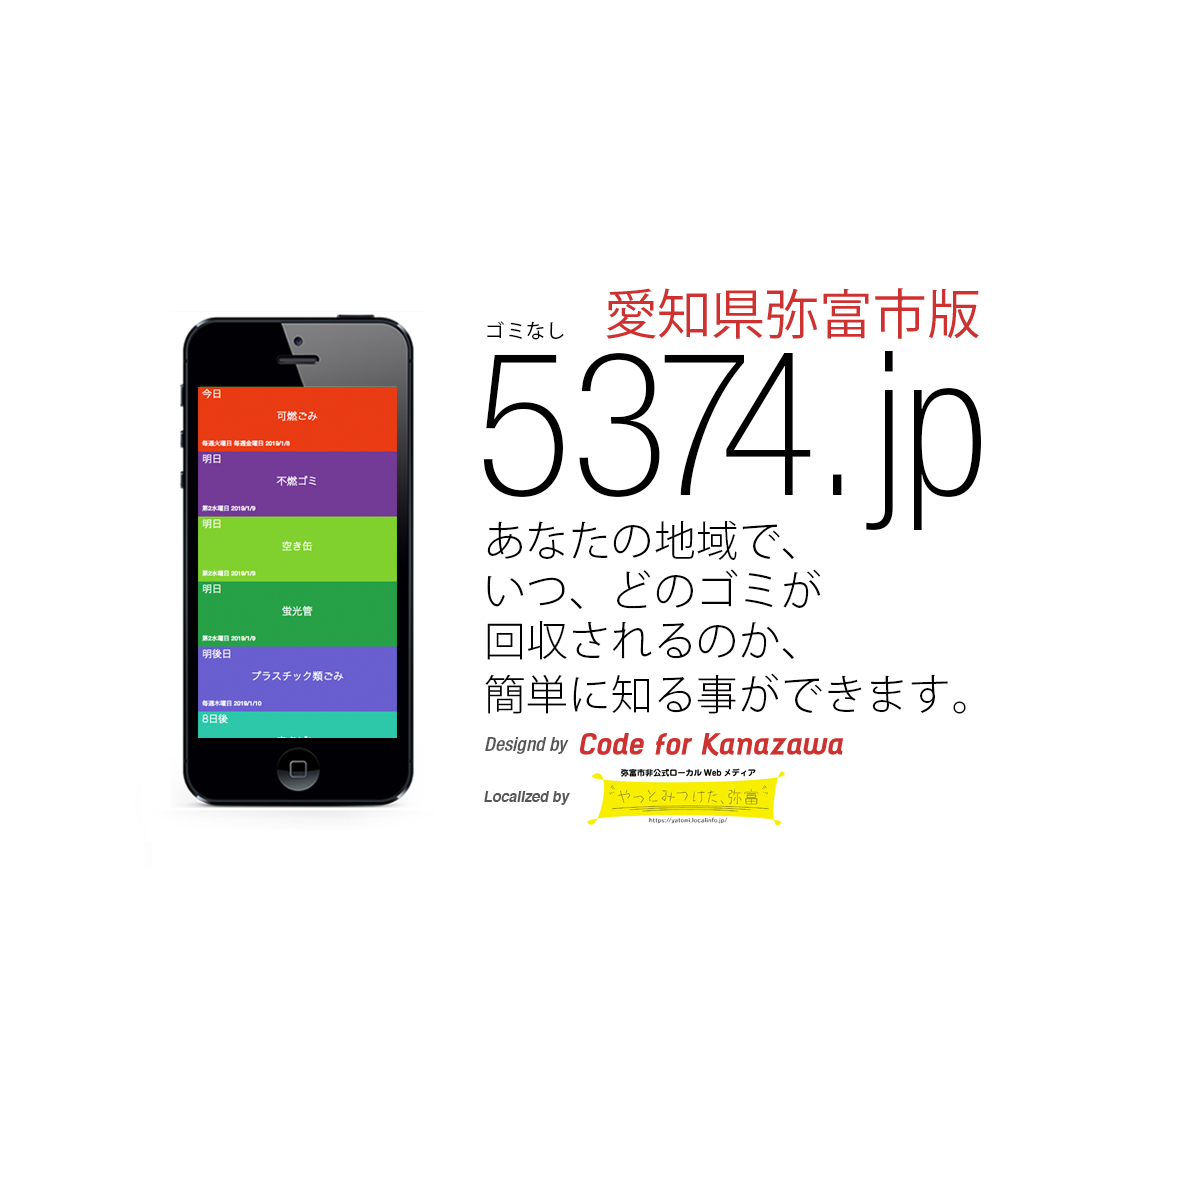 愛知県弥富市版
ゴミなし
5374.jp
あなたの地域で、
いつ、どのゴミが
回収されるのか、
簡単に知る事ができます。
Designd by Code for Kanazawa
Localized by
弥富市非公式ローカル Web メディア
やっとみつけた、弥富
https://yatomi.localinfo.jp/
今日
可燃ごみ
毎週火曜日 毎週金曜日 2019/1/8
明日
不燃ゴミ
第2水曜日 2019/1/9
明日
空き缶
第2水曜日 2019/1/9
明日
蛍光管
第2水曜日 2019/1/9
明後日
プラスチック類ごみ
毎週木曜日 2019/1/10
8日後